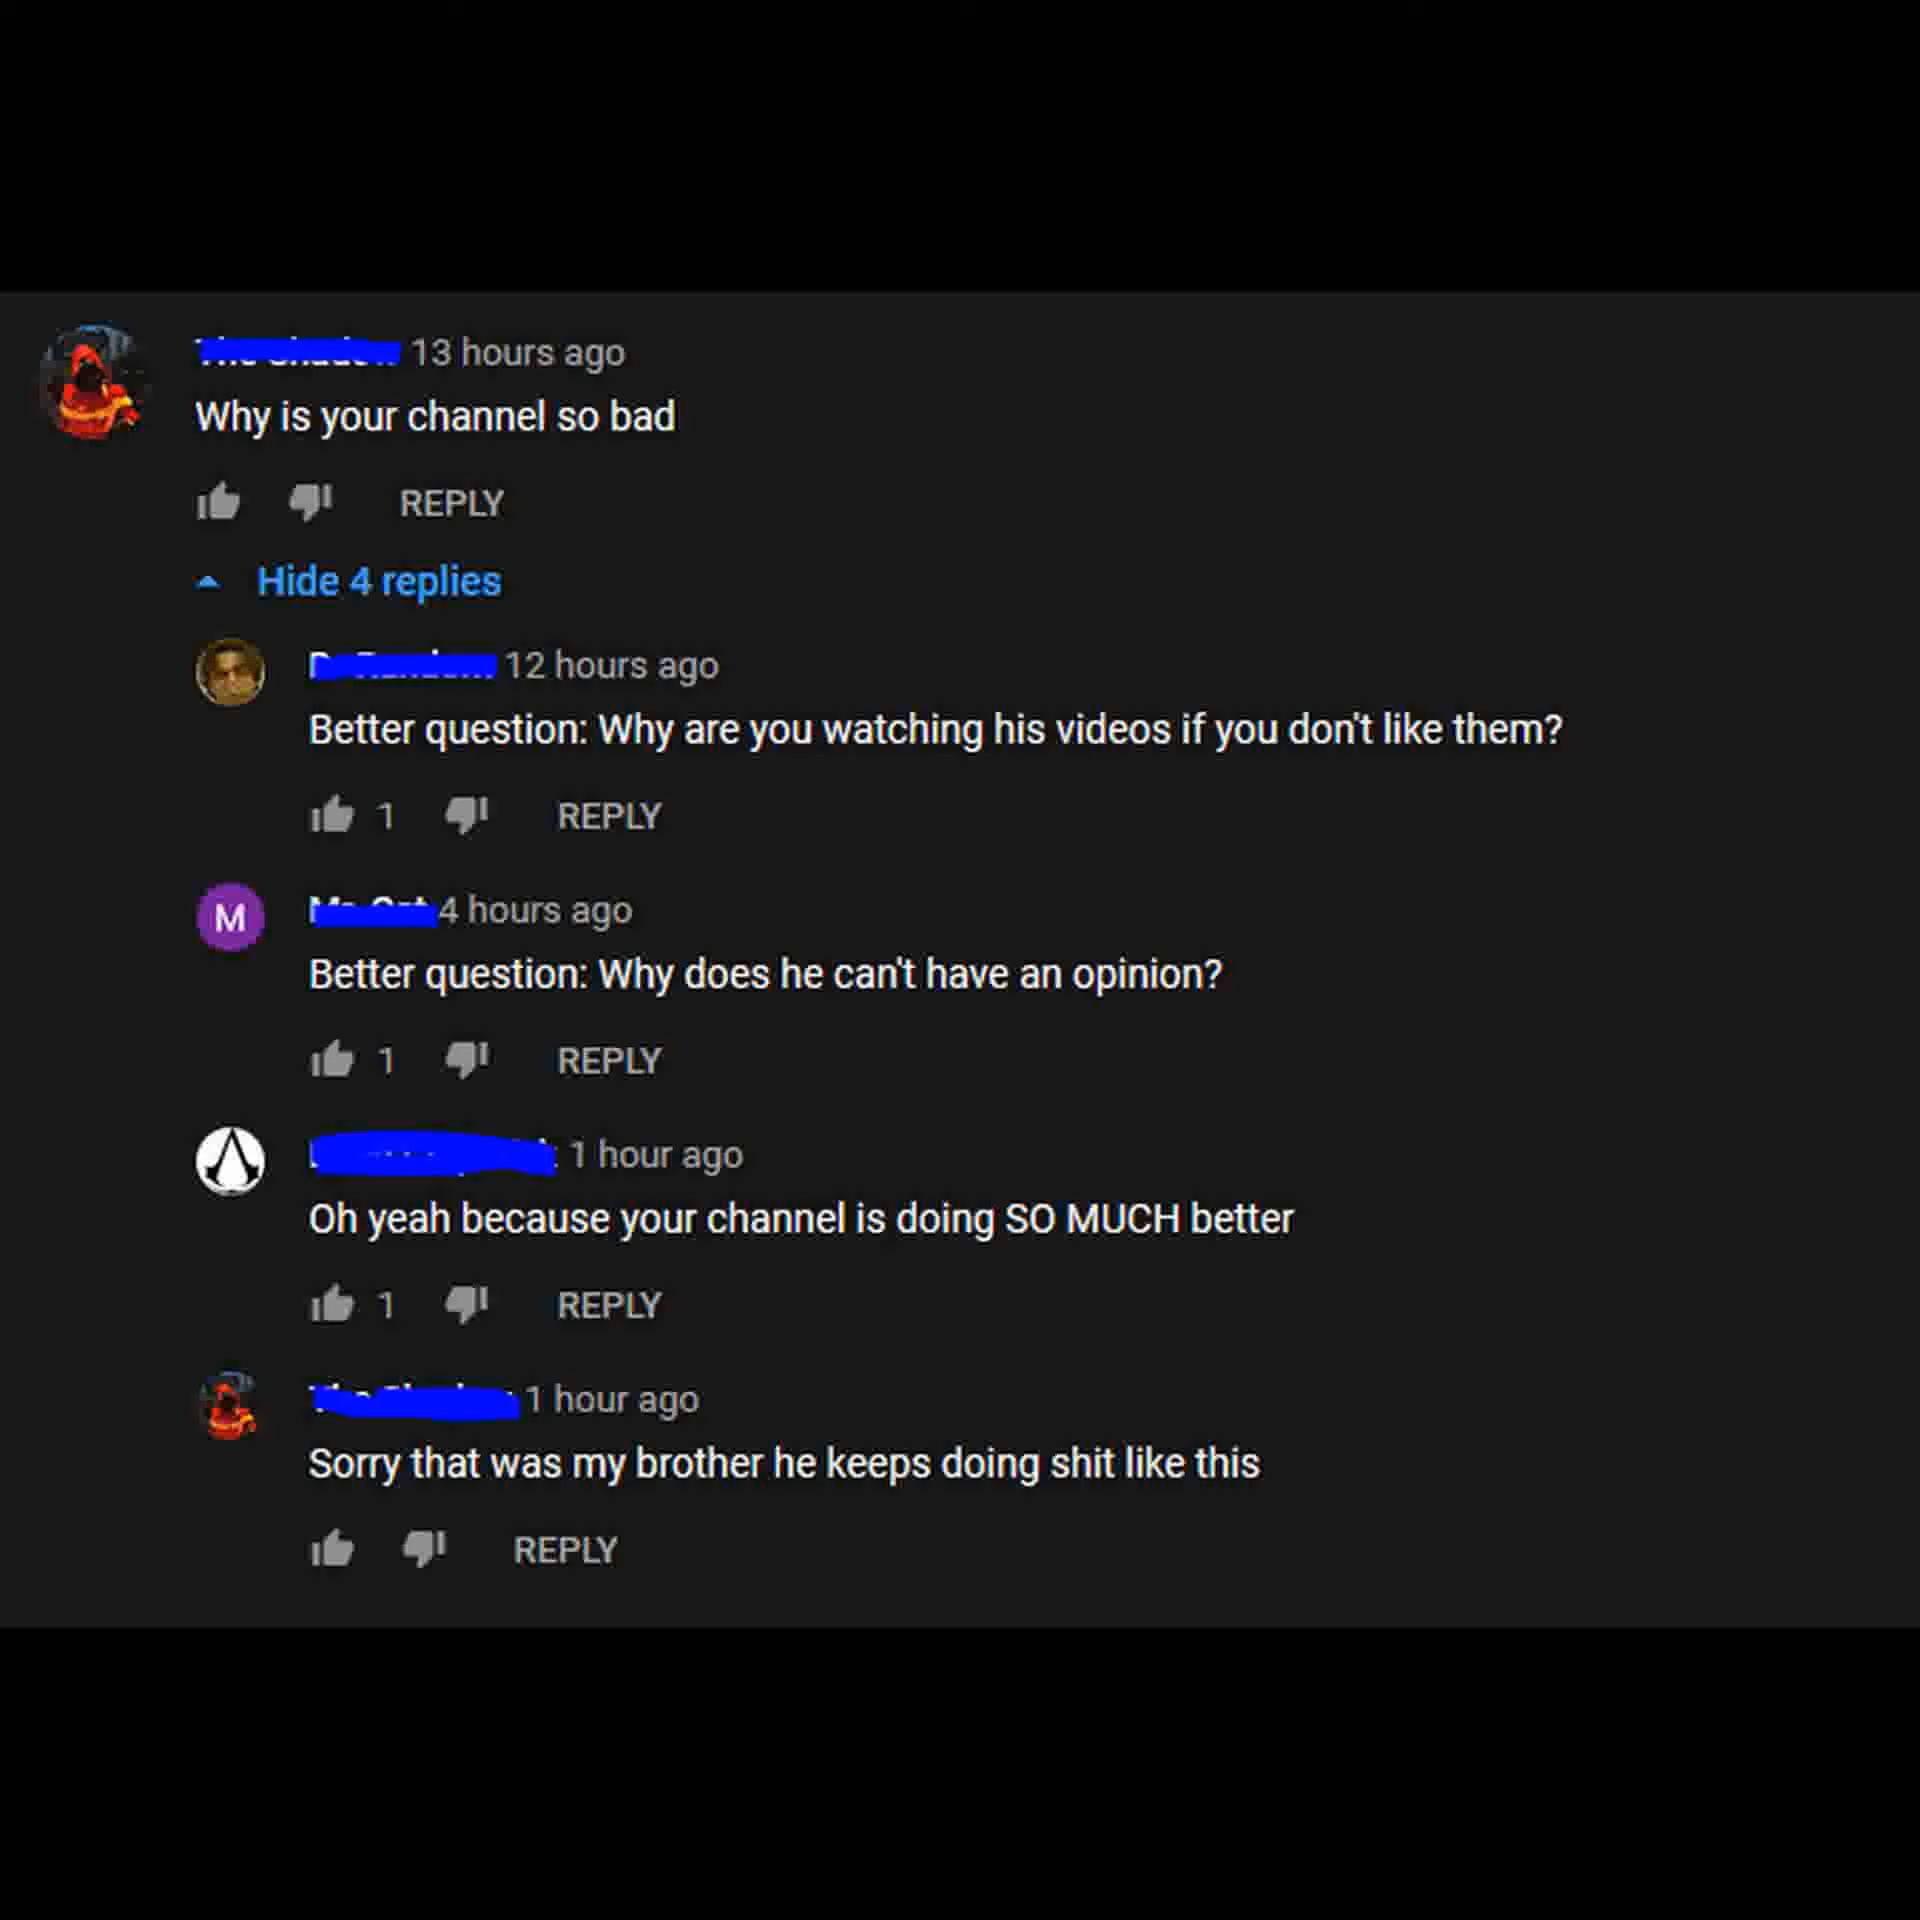 13 hours ago
Why is your channel so bad
REPLY
Hide 4 replies
12 hours ago
Better question: Why are you watching his videos if you don't like them?
1 REPLY
M
4 hours ago
Better question: Why does he can't have an opinion?
1 REPLY
1 hour ago
Oh yeah because your channel is doing SO MUCH better
1 REPLY
1 hour ago
Sorry that was my brother he keeps doing shit like this
REPLY